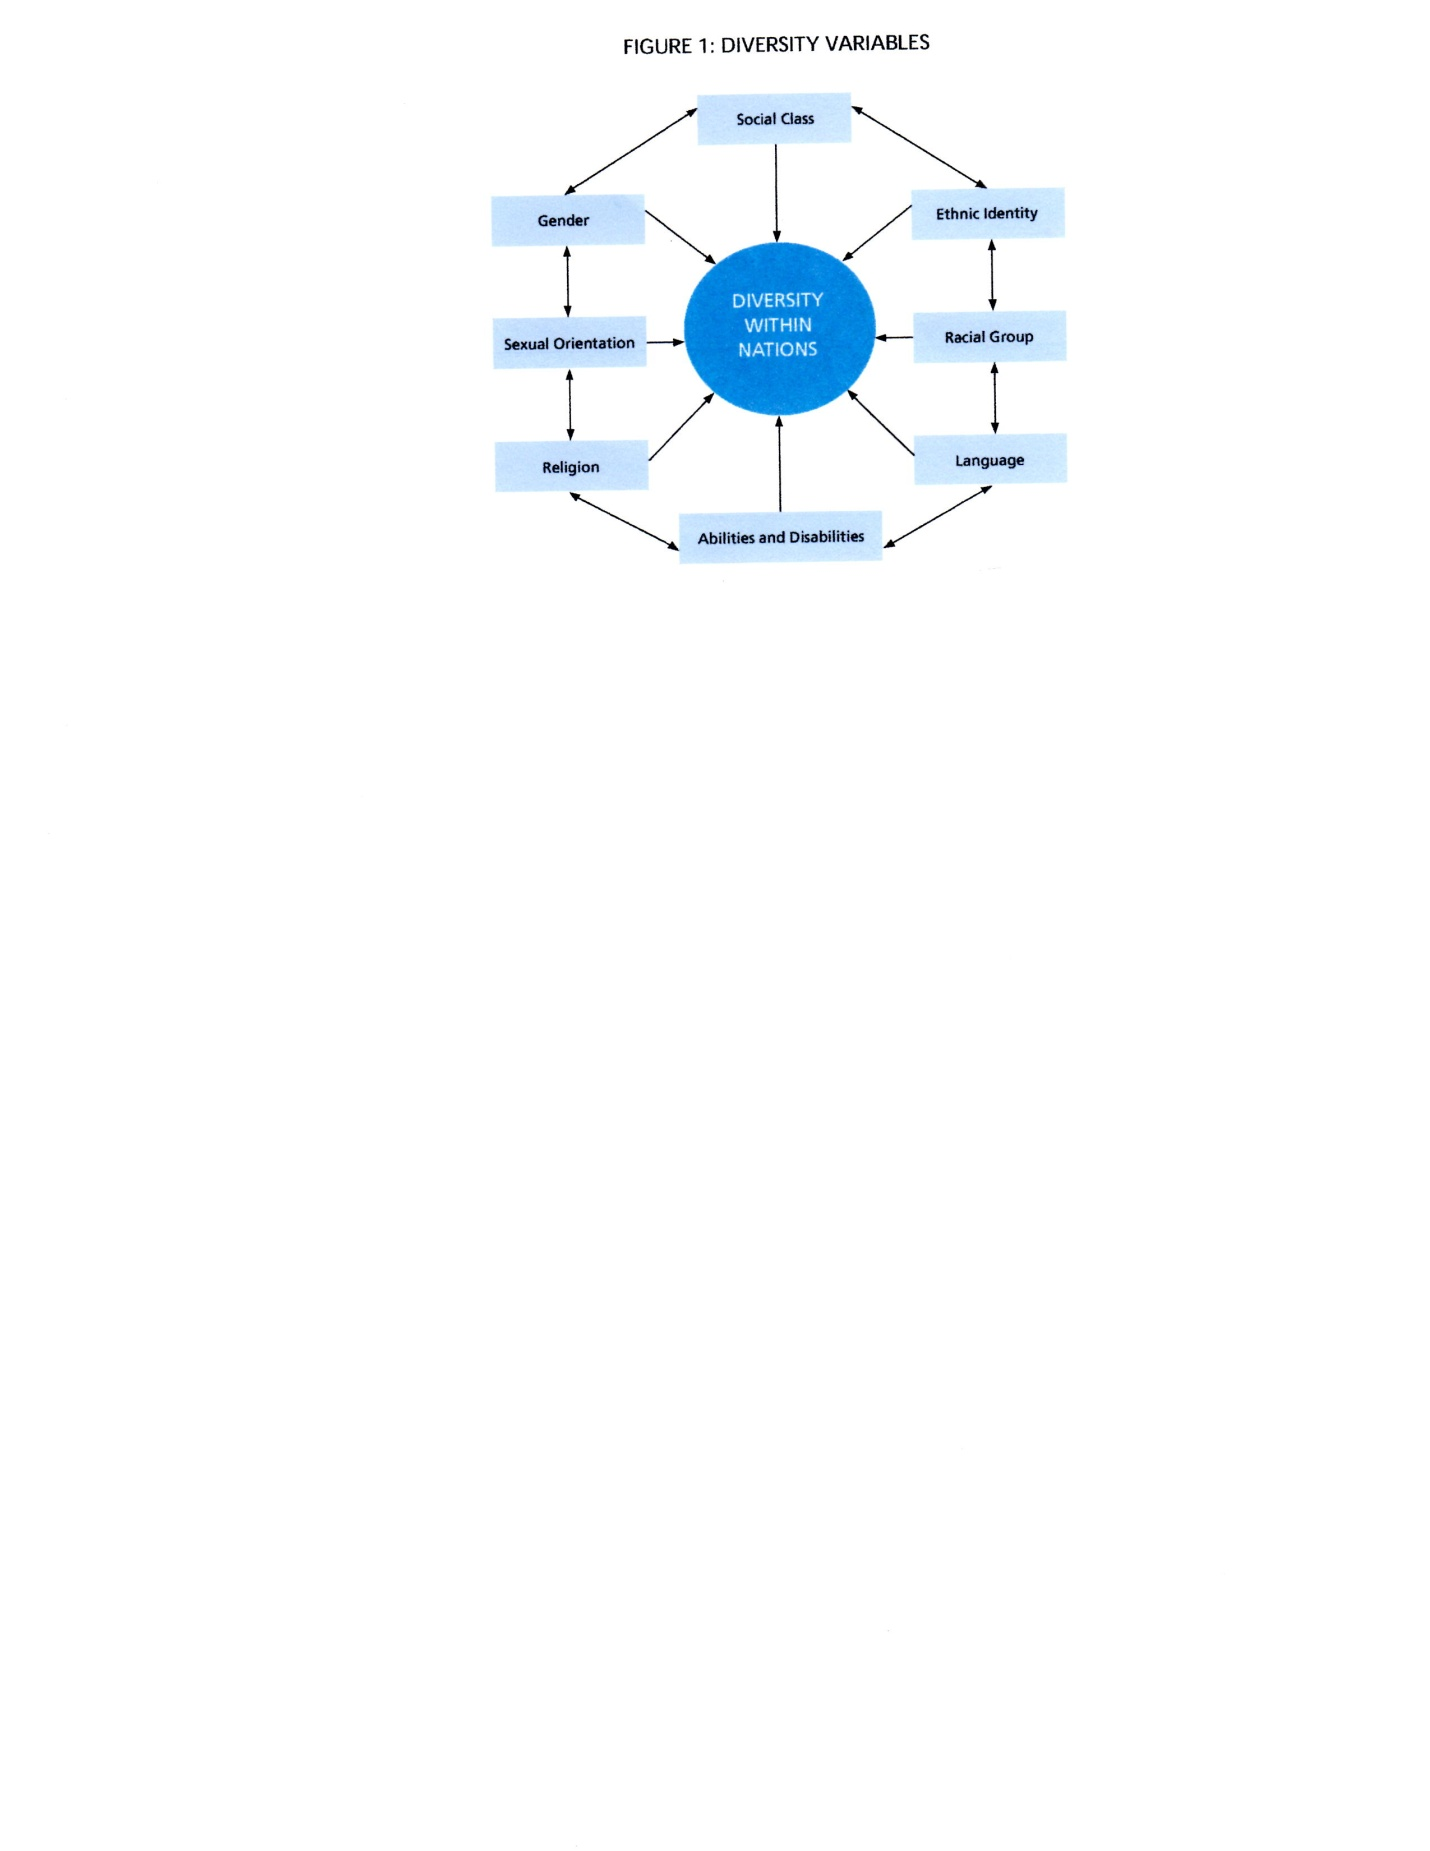 FIGURE 1: DIVERSITY VARIABLES
Social Class
Gender
Ethnic Identity
DIVERSITY
WITHIN
NATIONS
Sexual Orientation
Racial Group
Religion
Language
Abilities and Disabilities